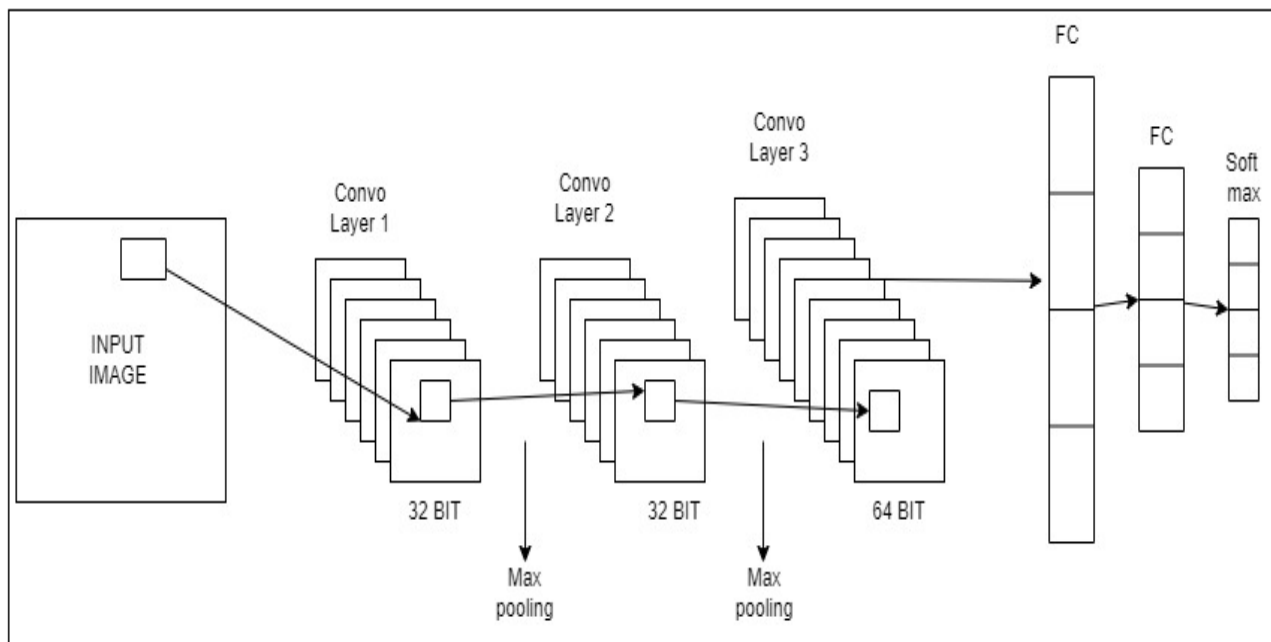 FC
Convo
Layer 3
FC
Soft
max
Convo
Layer 1
Convo
Layer 2
INPUT
IMAGE
32 BIT
32 BIT
64 BIT
Max
pooling
Max
pooling